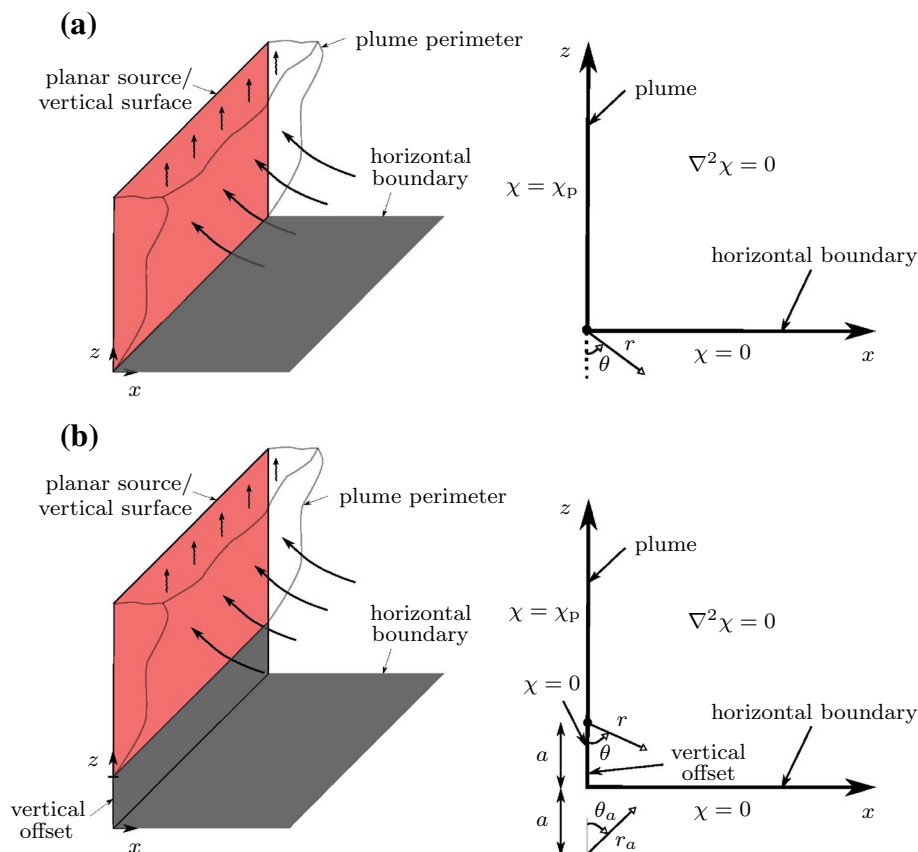 (a)
plume perimeter
planar source/
vertical surface
horizontal
boundary
z
x
z
plume
χ = χp
∇²χ = 0
horizontal boundary
r
θ
χ = 0
x
(b)
planar source/
vertical surface
plume perimeter
horizontal
boundary
z
vertical
offset
x
z
plume
χ = χp
∇²χ = 0
χ = 0
r
θ
horizontal boundary
a
vertical
offset
χ = 0
x
a
θa
ra